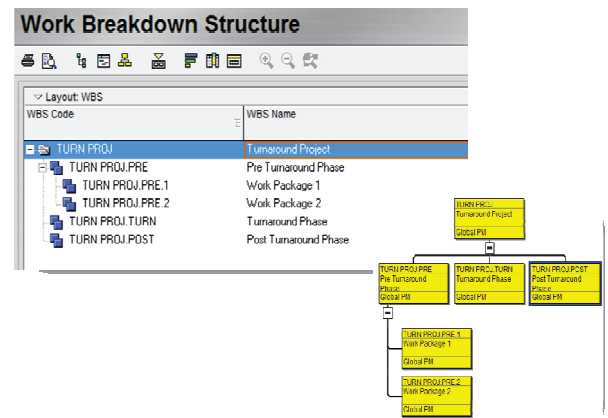 Work Breakdown Structure
Layout: WBS
WBS Code WBS Name
TURN PROJ Turnaround Project
TURN PROJ.PRE Pre Turnaround Phase
TURN PROJ.PRE.1 Work Package 1
TURN PROJ.PRE.2 Work Package 2
TURN PROJ.TURN Turnaround Phase
TURN PROJ.POST Post Turnaround Phase
TURN PROJ
Turnaround Project
Global PM
TURN PROJ.PRE
Pre Turnaround
Phase
Global PM
TURN PROJ.TURN
Turnaround Phase
Global PM
TURN PROJ.POST
Post Turnaround
Phase
Global PM
TURN PROJ.PRE.1
Work Package 1
Global PM
TURN PROJ.PRE.2
Work Package 2
Global PM